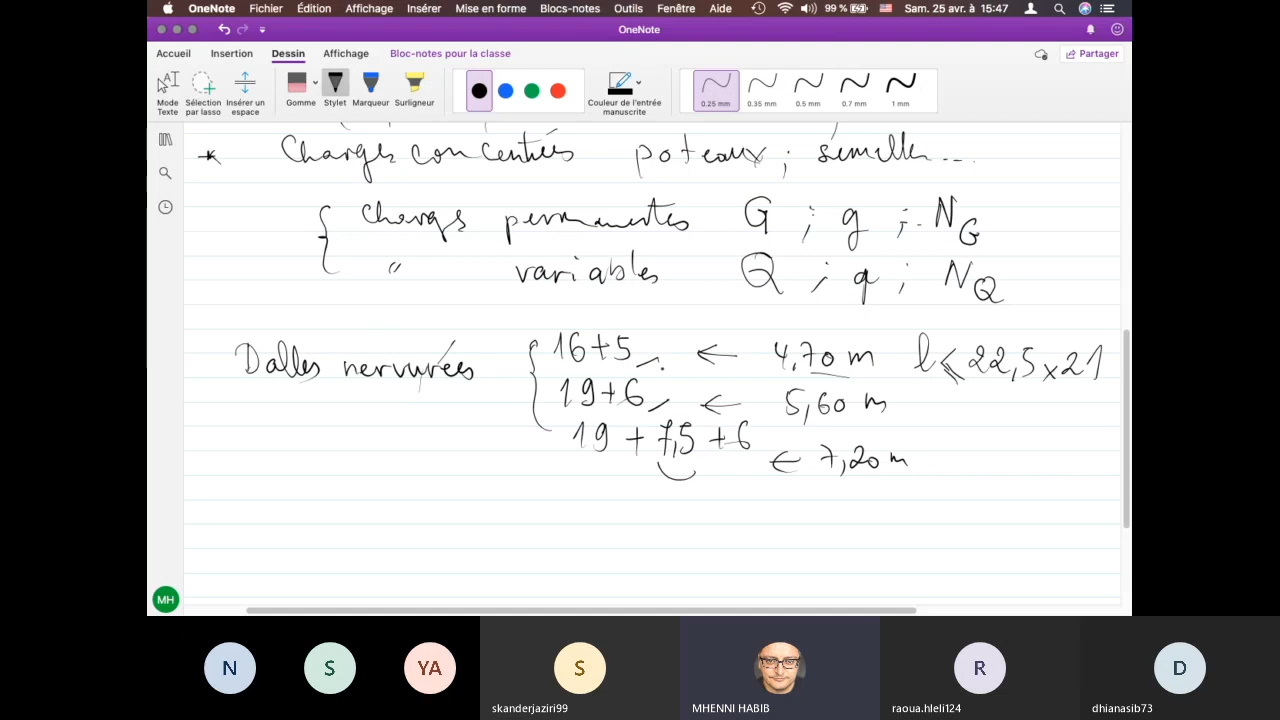 OneNote Fichier Édition Affichage Insérer Mise en forme Blocs-notes Outils Fenêtre Aide 99 % Sam. 25 avr. à 15:47
OneNote
Accueil Insertion Dessin Affichage Bloc-notes pour la classe Partager
Mode Texte
Sélection par lasso
Insérer un espace
Gomme
Stylet
Marqueur
Surligneur
Couleur de l'entrée manuscrite
0.25 mm 0.35 mm 0.5 mm 0.7 mm 1 mm
* Charges concentrées poteaux ; semelles...
{ charges permanentes G ; g ; N_G
" variables Q ; q ; N_Q
Dalles nervurées { 16+5 ← 4,70 m l ⩽ 22,5 x 21
19+6 ← 5,60 m
19 + 7,5 + 6 ← 7,20 m
MH
N S YA S R D
skanderjaziri99 MHENNI HABIB raoua.hleli124 dhianasib73